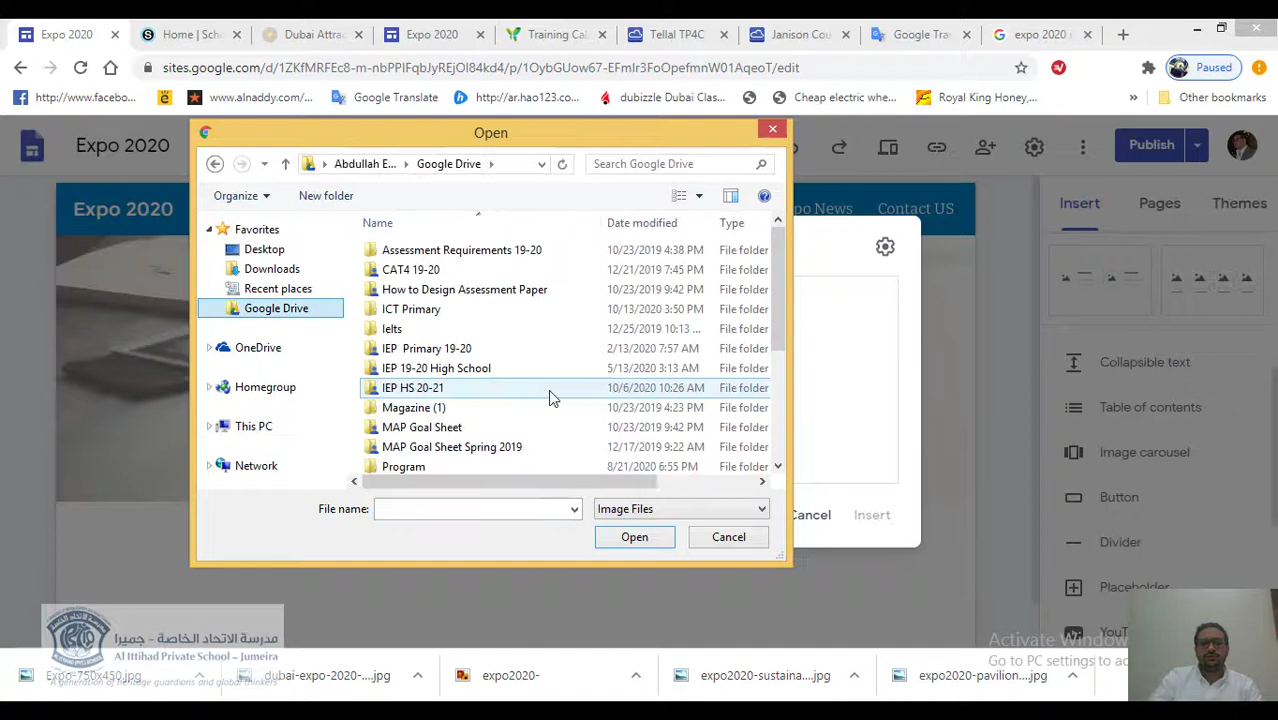 Expo 2020
Home | Sch
Dubai Attrac
Expo 2020
Training Cal
Tellal TP4C
Janison Cou
Google Tra
expo 2020
sites.google.com/d/1ZKfMRFEc8-m-nbPPIFqbJyREjOl84kd4/p/1OybGUow67-EFmIr3FoOpefmnW01AqeoT/edit
Paused
http://www.facebo...
www.alnaddy.com/...
Google Translate
http://ar.hao123.co...
dubizzle Dubai Clas...
Cheap electric whe...
Royal King Honey,...
Other bookmarks
Expo 2020
Publish
Open
Abdullah E...
Google Drive
Search Google Drive
Organize
New folder
Expo 2020
Expo News
Contact US
Insert
Pages
Themes
Name
Date modified
Type
Favorites
Desktop
Downloads
Recent places
Google Drive
OneDrive
Homegroup
This PC
Network
Assessment Requirements 19-20 10/23/2019 4:38 PM File folder
CAT4 19-20 12/21/2019 7:45 PM File folder
How to Design Assessment Paper 10/23/2019 9:42 PM File folder
ICT Primary 10/13/2020 3:50 PM File folder
Ielts 12/25/2019 10:13 ... File folder
IEP Primary 19-20 2/13/2020 7:57 AM File folder
IEP 19-20 High School 5/13/2020 3:13 AM File folder
IEP HS 20-21 10/6/2020 10:26 AM File folder
Magazine (1) 10/23/2019 4:23 PM File folder
MAP Goal Sheet 10/23/2019 9:42 PM File folder
MAP Goal Sheet Spring 2019 12/17/2019 9:22 AM File folder
Program 8/21/2020 6:55 PM File folder
File name:
Image Files
Open
Cancel
Cancel
Insert
Collapsible text
Table of contents
Image carousel
Button
Divider
Placeholder
YouT
مدرسة الاتحاد الخاصة - جميرا
Al Ittihad Private School - Jumeira
A generation of heritage guardians and global thinkers
Activate Window
Go to PC settings to a
Expo-750x450.jpg
dubai-expo-2020-....jpg
expo2020-
expo2020-sustaina....jpg
expo2020-pavilion....jpg